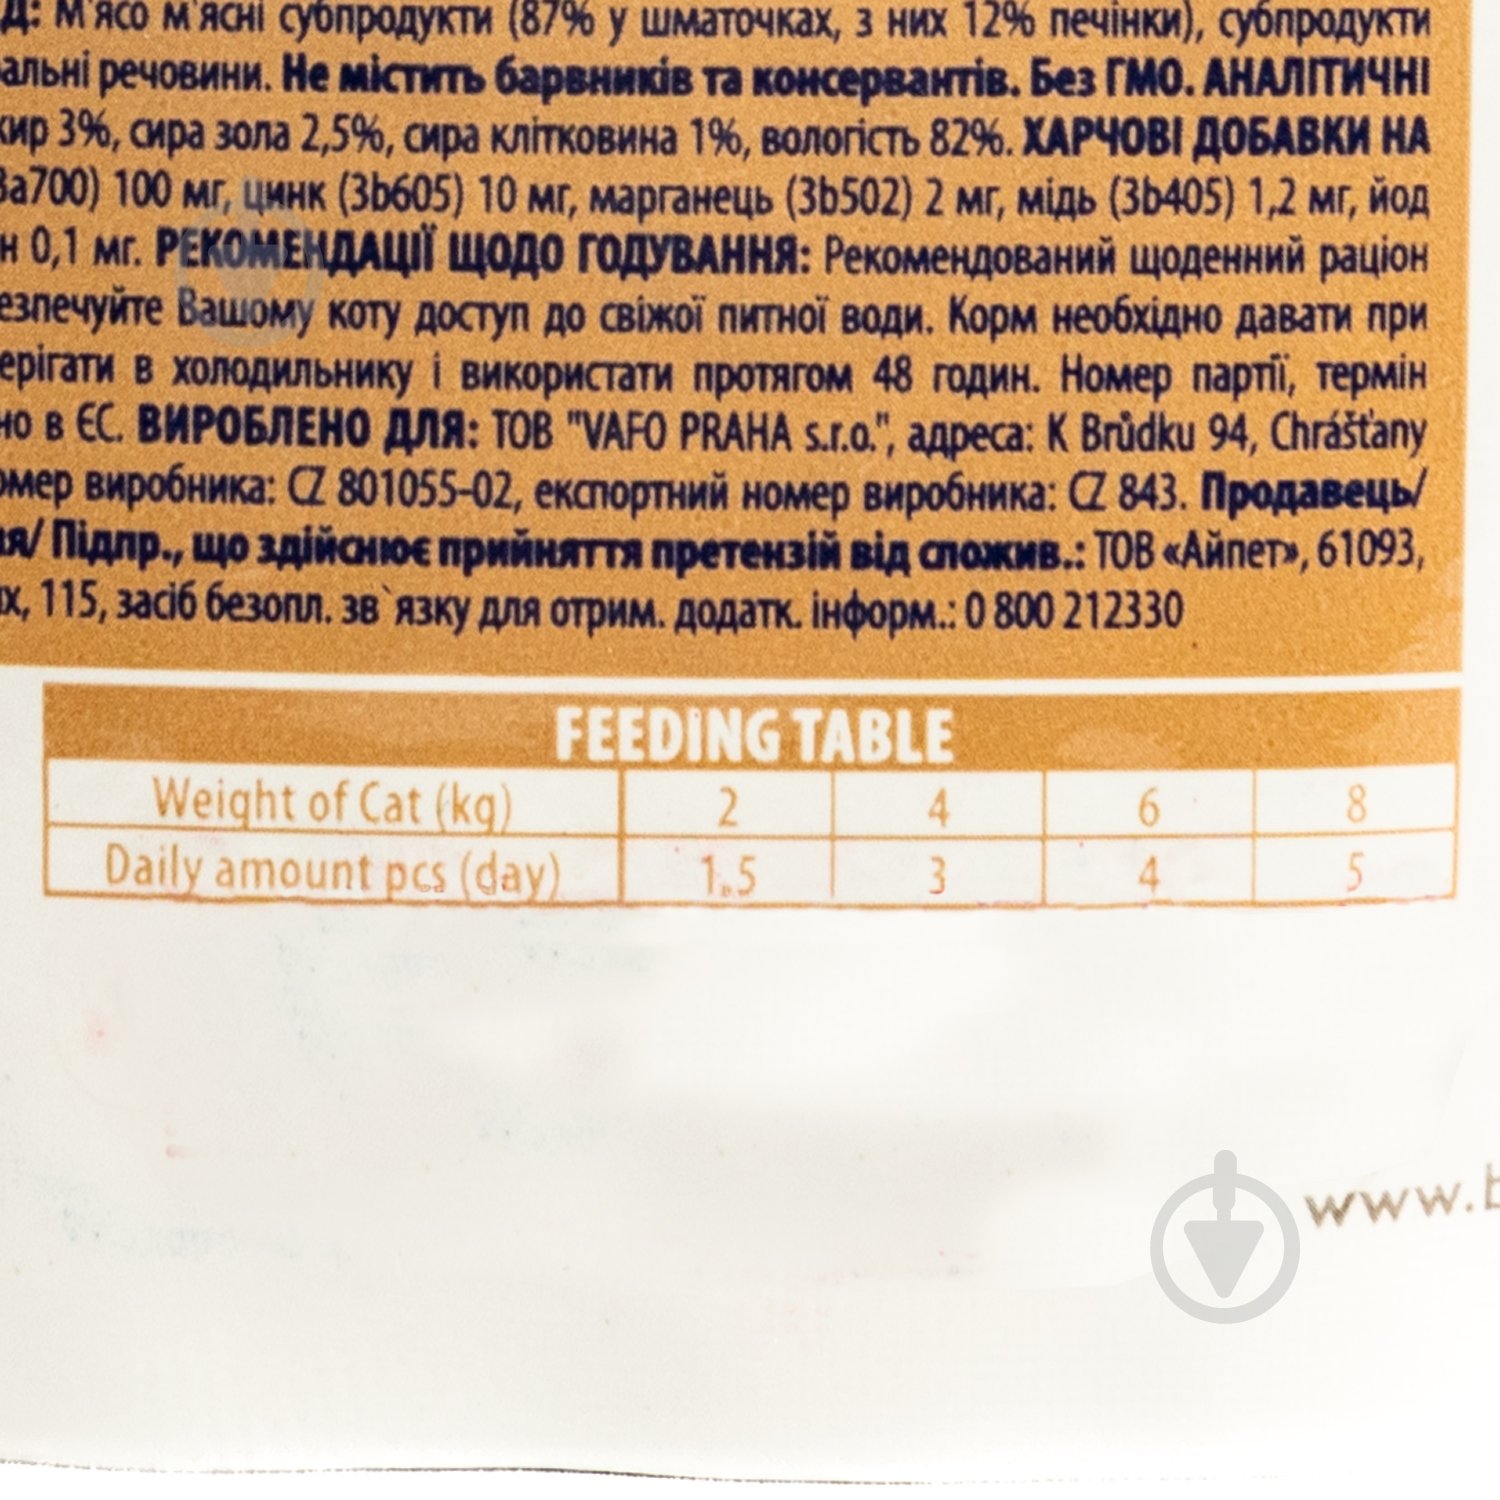 Д: М'ясо м'ясні субпродукти (87% у шматочках, з них 12% печінки), субпродукти
альні речовини. Не містить барвників та консервантів. Без ГМО. АНАЛІТИЧНІ
жир 3%, сира зола 2,5%, сира клітковина 1%, вологість 82%. ХАРЧОВІ ДОБАВКИ НА
3a700) 100 мг, цинк (3b605) 10 мг, марганець (3b502) 2 мг, мідь (3b405) 1,2 мг, йод
н 0,1 мг. РЕКОМЕНДАЦІЇ ЩОДО ГОДУВАННЯ: Рекомендований щоденний раціон
езпечуйте Вашому коту доступ до свіжої питної води. Корм необхідно давати при
ерігати в холодильнику і використати протягом 48 годин. Номер партії, термін
но в ЄС. ВИРОБЛЕНО ДЛЯ: ТОВ "VAFO PRAHA s.r.o.", адреса: K Brůdku 94, Chrášťany
омер виробника: CZ 801055-02, експортний номер виробника: CZ 843. Продавець/
ія/ Підпр., що здійснює прийняття претензій від спожив.: ТОВ «Айпет», 61093,
их, 115, засіб безопл. зв`язку для отрим. додатк. інформ.: 0 800 212330
FEEDING TABLE
Weight of Cat (kg) 2 4 6 8
Daily amount pcs (day) 1.5 3 4 5
www.b